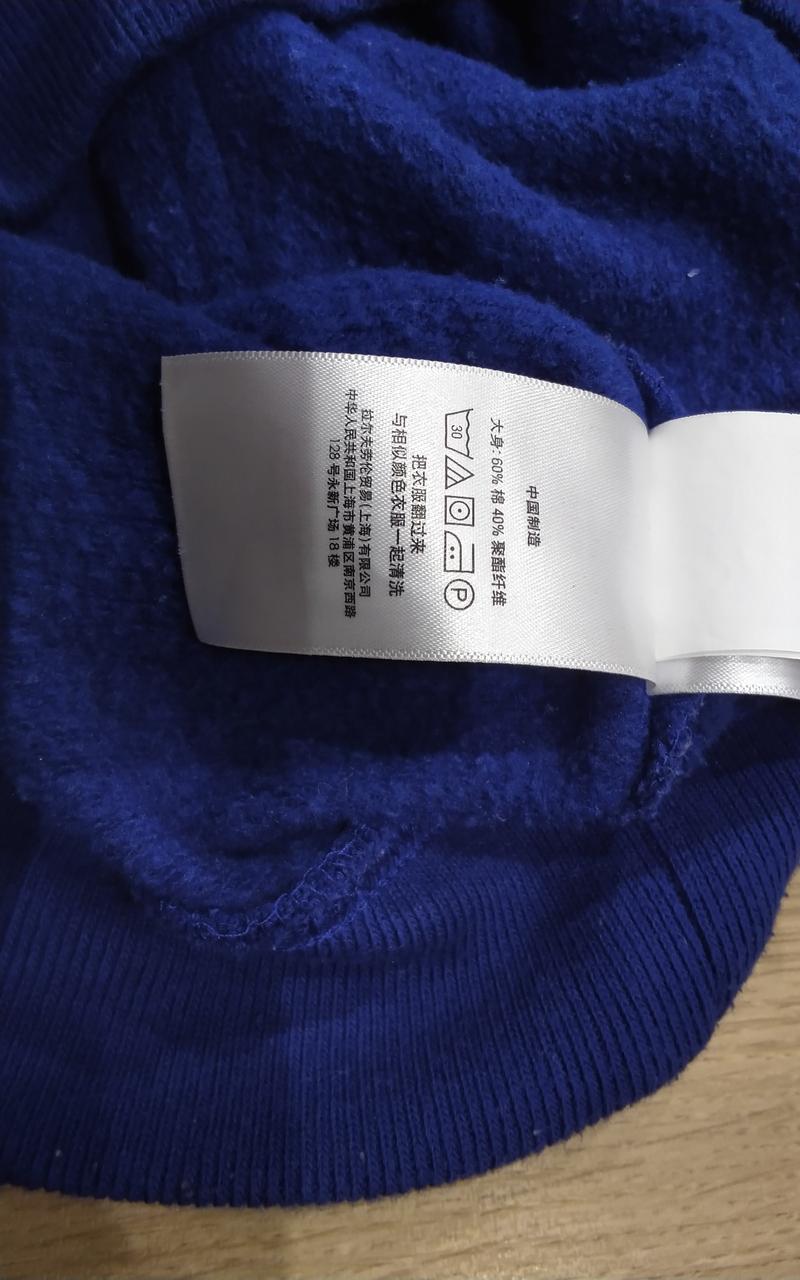 中国制造
大身: 60% 棉 40% 聚酯纤维
30 P
把衣服翻过来
与相似颜色衣服一起清洗
拉尔夫劳伦贸易(上海)有限公司
中华人民共和国上海市黄浦区南京西路
128 号永新广场 18 楼